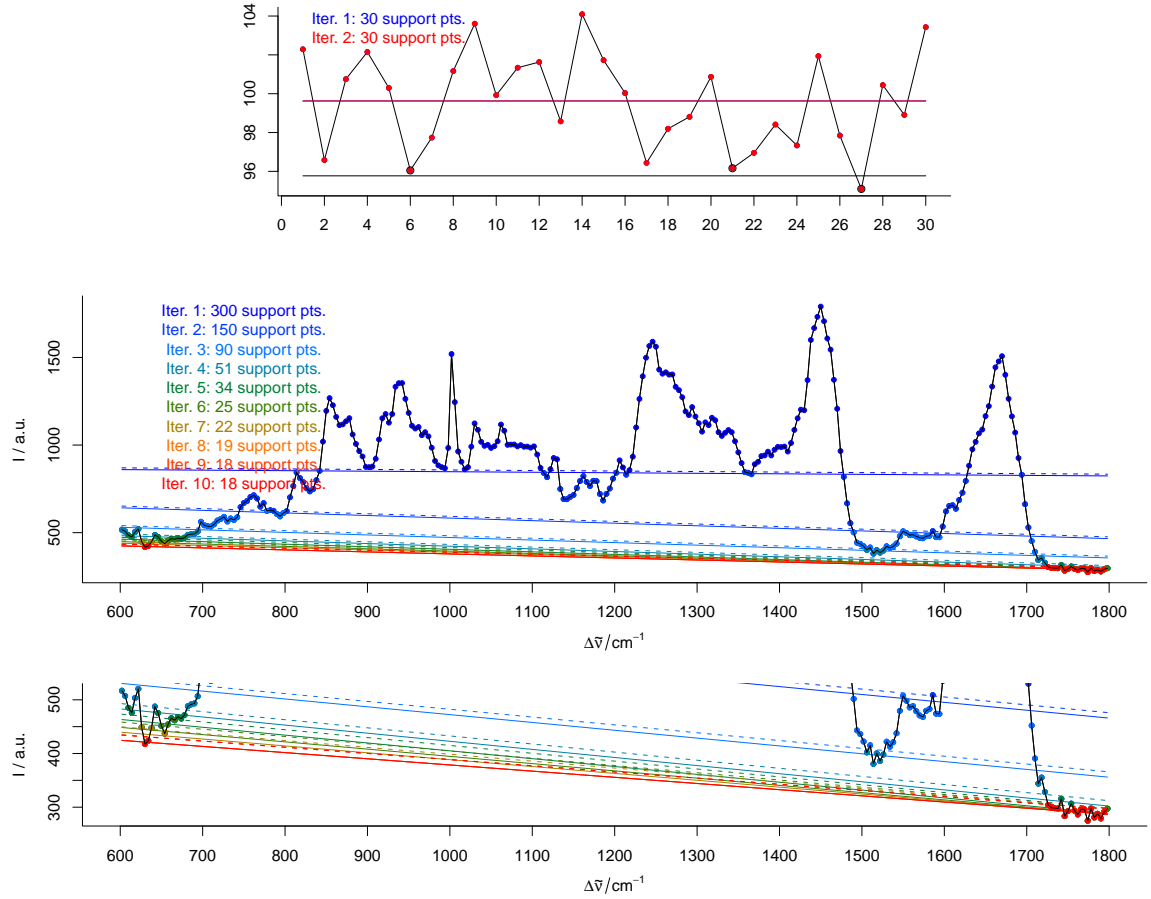 Iter. 1: 30 support pts.
Iter. 2: 30 support pts.
104
100
98
96
0 2 4 6 8 10 12 14 16 18 20 22 24 26 28 30
Iter. 1: 300 support pts.
Iter. 2: 150 support pts.
Iter. 3: 90 support pts.
Iter. 4: 51 support pts.
Iter. 5: 34 support pts.
Iter. 6: 25 support pts.
Iter. 7: 22 support pts.
Iter. 8: 19 support pts.
Iter. 9: 18 support pts.
Iter. 10: 18 support pts.
I / a.u.
1500
1000
500
600 700 800 900 1000 1100 1200 1300 1400 1500 1600 1700 1800
Δν̃/cm⁻¹
I / a.u.
500
400
300
600 700 800 900 1000 1100 1200 1300 1400 1500 1600 1700 1800
Δν̃/cm⁻¹